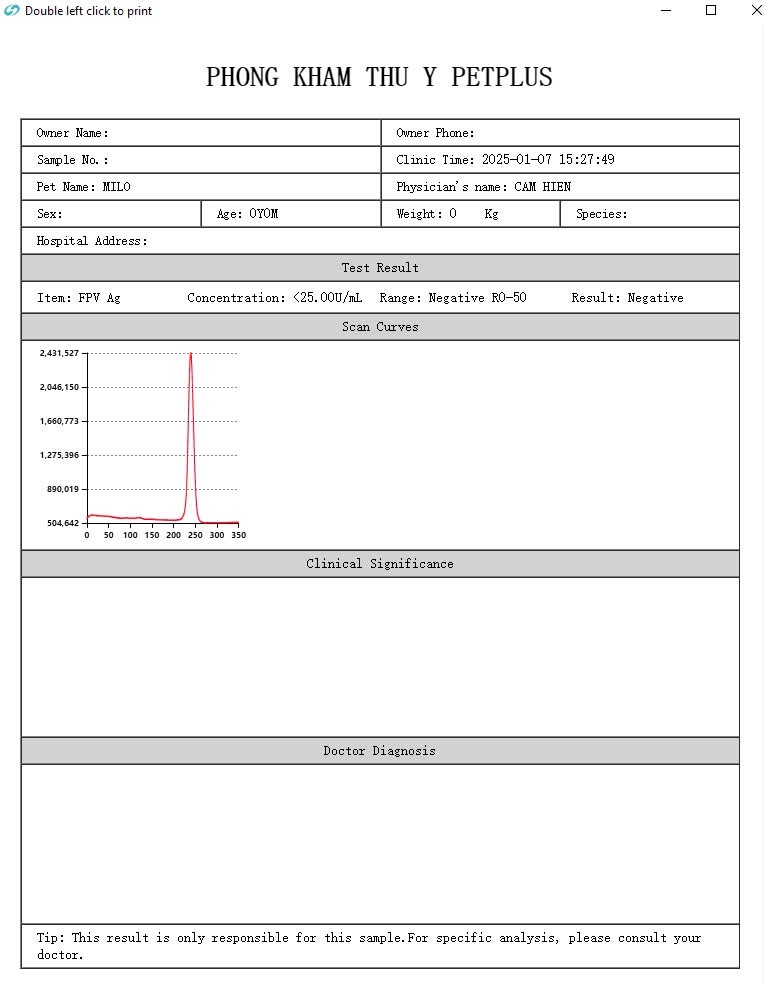 Double left click to print
PHONG KHAM THU Y PETPLUS
Owner Name:
Owner Phone:
Sample No.:
Clinic Time: 2025-01-07 15:27:49
Pet Name: MILO
Physician's name: CAM HIEN
Sex:
Age: 0Y0M
Weight: 0 Kg
Species:
Hospital Address:
Test Result
Item: FPV Ag Concentration: <25.00U/mL Range: Negative R0-50 Result: Negative
Scan Curves
2,431,527
2,046,150
1,660,773
1,275,396
890,019
504,642
0 50 100 150 200 250 300 350
Clinical Significance
Doctor Diagnosis
Tip: This result is only responsible for this sample.For specific analysis, please consult your
doctor.